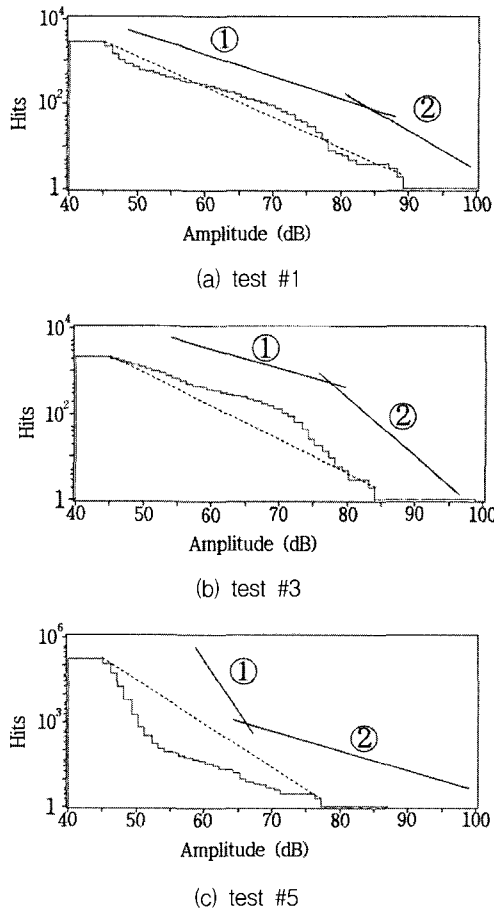 10⁴
10²
1
Hits
①
②
40 50 60 70 80 90 100
Amplitude (dB)
(a) test #1
10⁴
10²
1
Hits
①
②
40 50 60 70 80 90 100
Amplitude (dB)
(b) test #3
10⁶
10³
1
Hits
①
②
40 50 60 70 80 90 100
Amplitude (dB)
(c) test #5